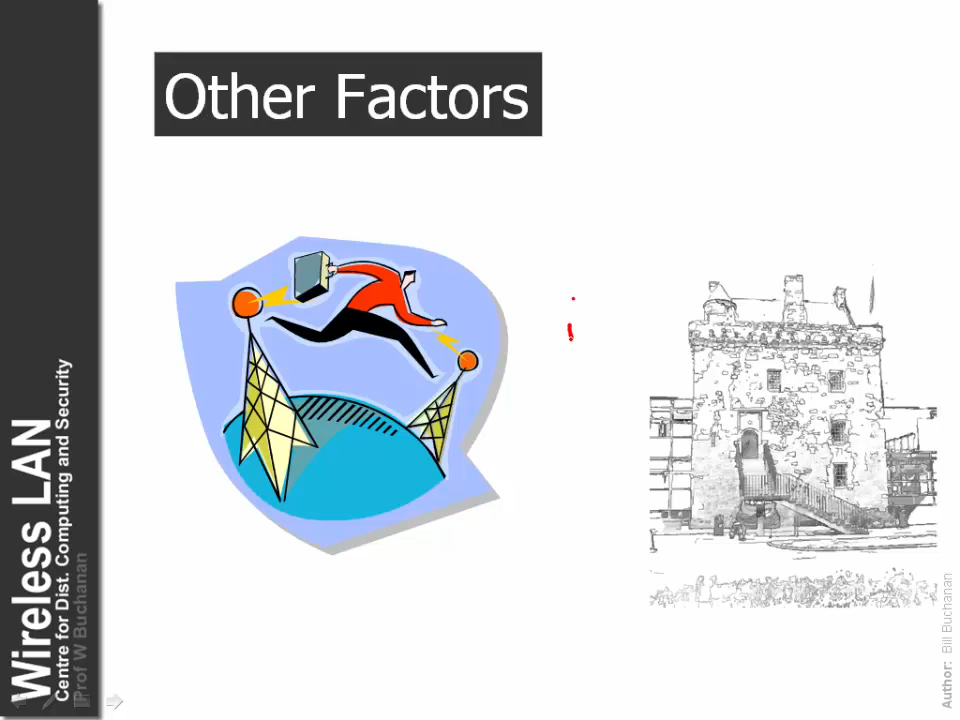 Other Factors
Wireless LAN
Centre for Dist. Computing and Security
Prof W Buchanan
Author: Bill Buchanan